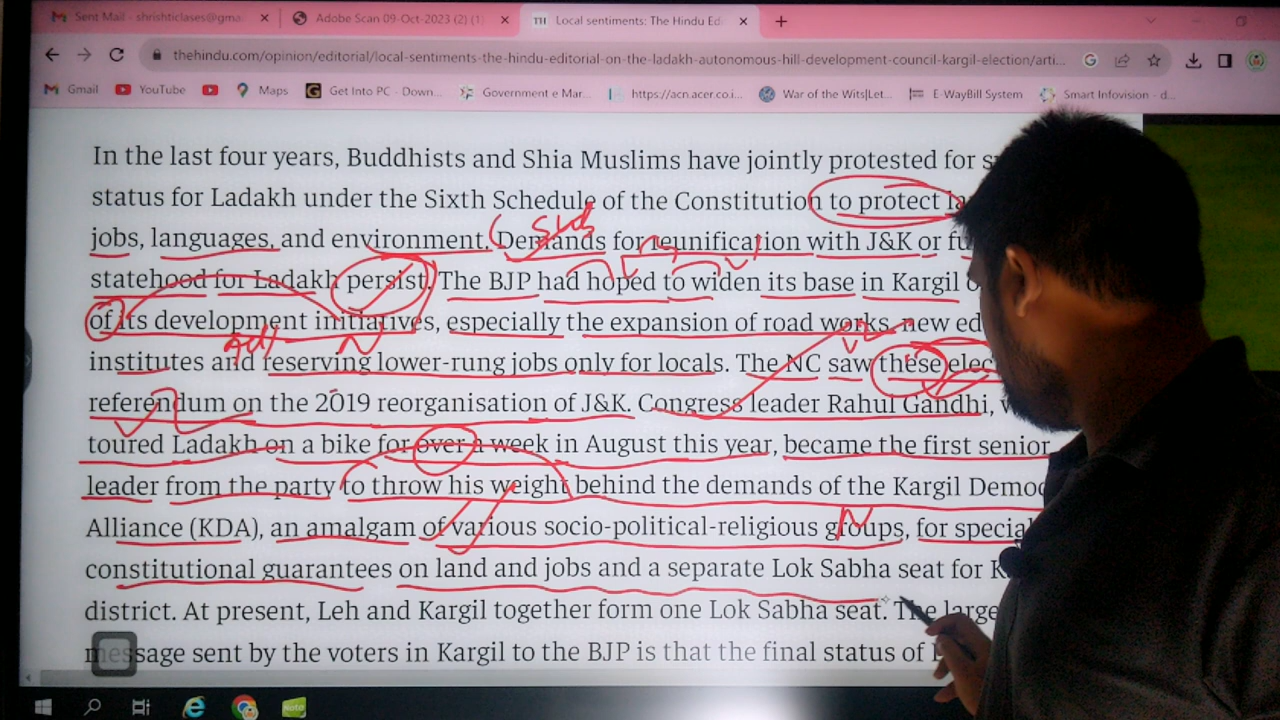 Sent Mail - shrishticlases@gma
Adobe Scan 09-Oct-2023 (2) (1)
TH Local sentiments: The Hindu Ed
thehindu.com/opinion/editorial/local-sentiments-the-hindu-editorial-on-the-ladakh-autonomous-hill-development-council-kargil-election/arti...
Gmail YouTube Maps Get Into PC - Down... Government e Mar... https://acn.acer.co.i... War of the Wits|Let... E-WayBill System Smart Infovision - d...
In the last four years, Buddhists and Shia Muslims have jointly protested for
status for Ladakh under the Sixth Schedule of the Constitution to protect
jobs, languages, and environment. Demands for reunification with J&K or
statehood for Ladakh persist. The BJP had hoped to widen its base in Kargil
of its development initiatives, especially the expansion of road works, new
institutes and reserving lower-rung jobs only for locals. The NC saw these
referendum on the 2019 reorganisation of J&K. Congress leader Rahul Gandhi,
toured Ladakh on a bike for over a week in August this year, became the first senior
leader from the party to throw his weight behind the demands of the Kargil
Alliance (KDA), an amalgam of various socio-political-religious groups, for special
constitutional guarantees on land and jobs and a separate Lok Sabha seat for
district. At present, Leh and Kargil together form one Lok Sabha seat. The
message sent by the voters in Kargil to the BJP is that the final status of
Adj
N
N